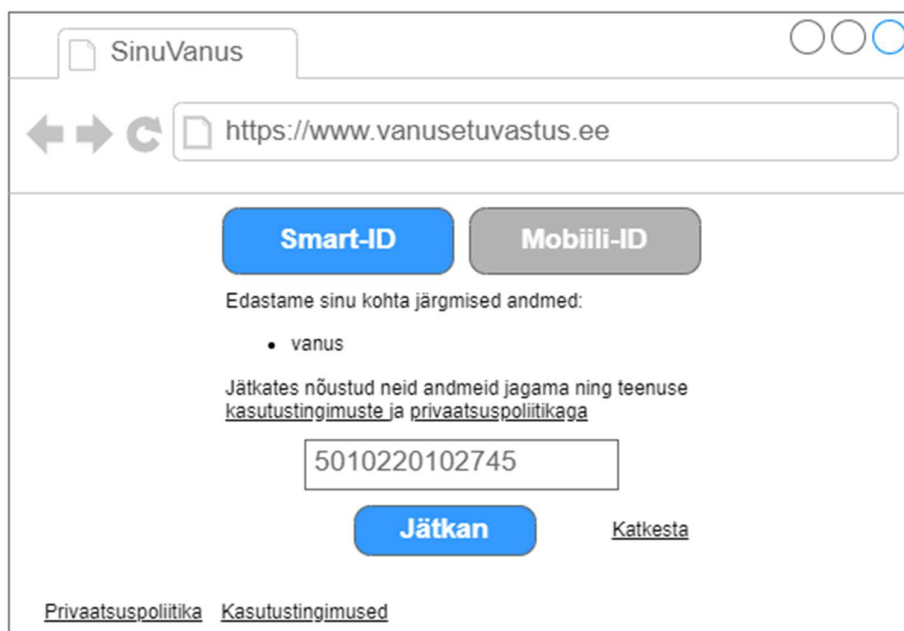 SinuVanus
https://www.vanusetuvastus.ee
Smart-ID Mobiili-ID
Edastame sinu kohta järgmised andmed:
• vanus
Jätkates nõustud neid andmeid jagama ning teenuse
kasutustingimuste ja privaatsuspoliitikaga
5010220102745
Jätkan Katkesta
Privaatsuspoliitika Kasutustingimused